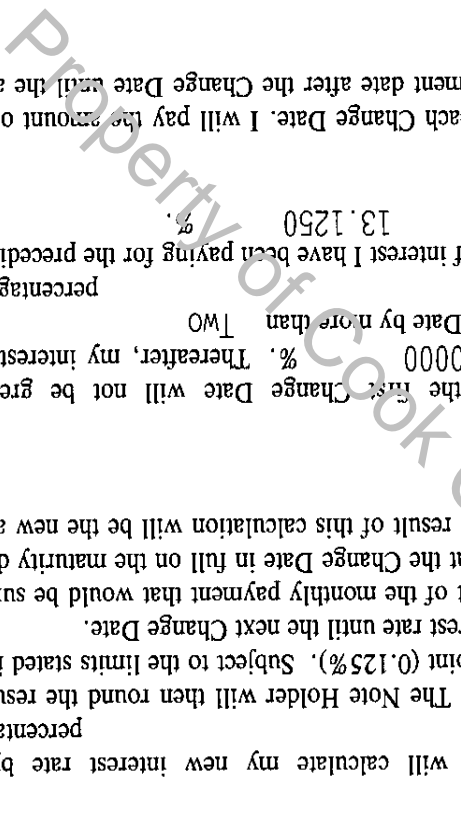 will calculate my new interest rate by
percenta
The Note Holder will then round the resu
oint (0.125%). Subject to the limits stated i
rest rate until the next Change Date.
t of the monthly payment that would be su
at the Change Date in full on the maturity d
result of this calculation will be the new a
the first Change Date will not be gre
0000 %. Thereafter, my interest
Date by more than TWO
percentag
f interest I have been paying for the precedi
13.1250 %.
ach Change Date. I will pay the amount o
ment date after the Change Date until the a
Property of Cook C